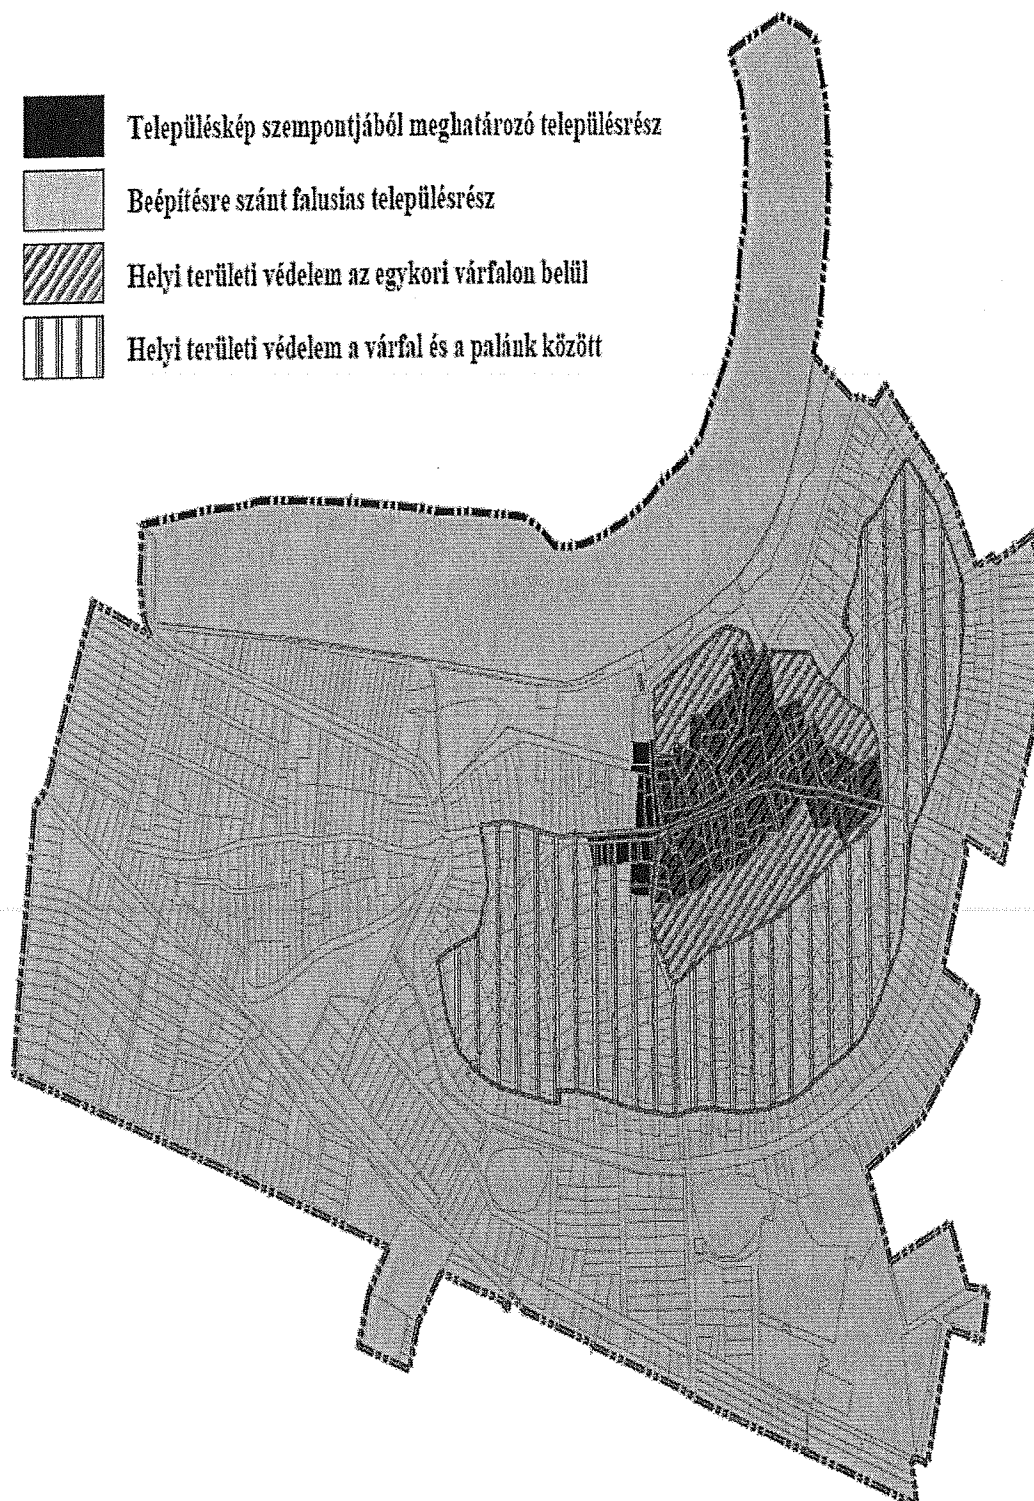 Településkép szempontjából meghatározó településrész
Beépítésre szánt falusias településrész
Helyi területi védelem az egykori várfalon belül
Helyi területi védelem a várfal és a palánk között